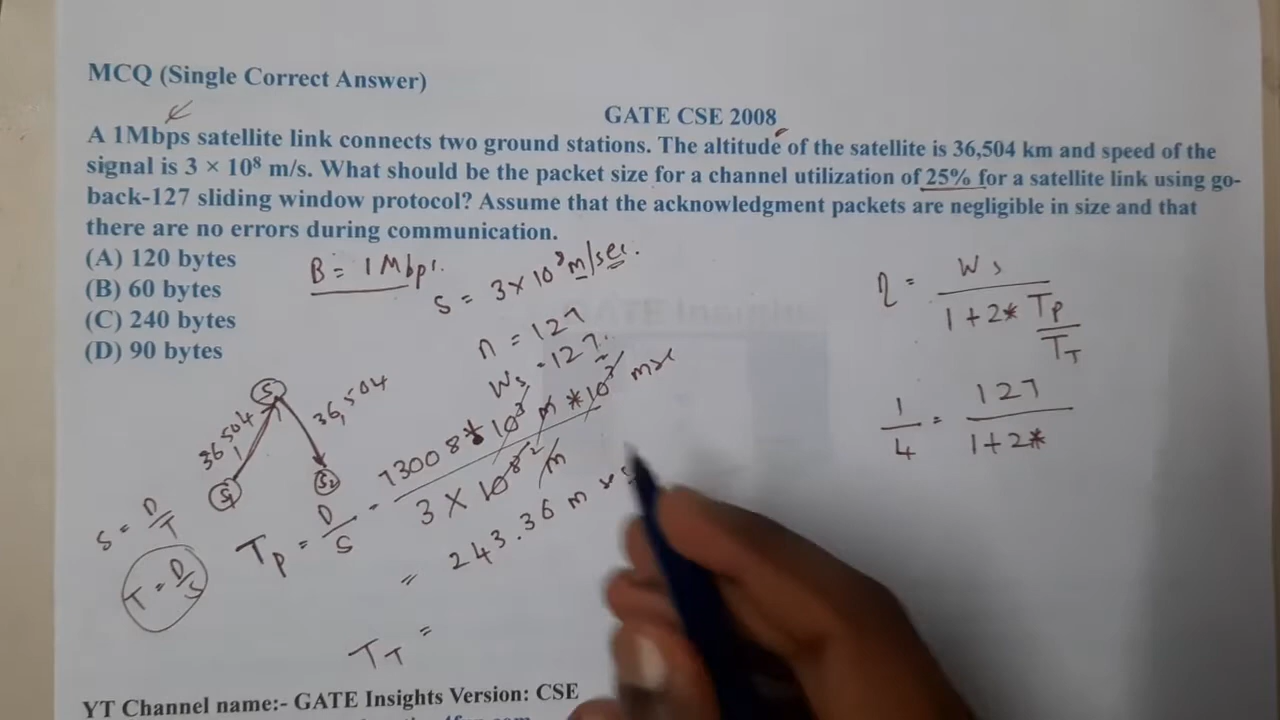 MCQ (Single Correct Answer)
GATE CSE 2008
A 1Mbps satellite link connects two ground stations. The altitude of the satellite is 36,504 km and speed of the
signal is 3 × 10⁸ m/s. What should be the packet size for a channel utilization of 25% for a satellite link using go-
back-127 sliding window protocol? Assume that the acknowledgment packets are negligible in size and that
there are no errors during communication.
(A) 120 bytes
(B) 60 bytes
(C) 240 bytes
(D) 90 bytes
B = 1 Mbps.
S = 3 × 10⁸ m/sec.
n = 127
Ws = 127.
η = Ws / 1 + 2* Tp / TT
1 / 4 = 127 / 1 + 2*
S
36,504
36,504
S1
S2
S = D / T
T = D / S
Tp = D / S = 73008 * 10³ m * 10³ / 3 × 10⁸ m
= 243.36 m
TT =
YT Channel name:- GATE Insights Version: CSE